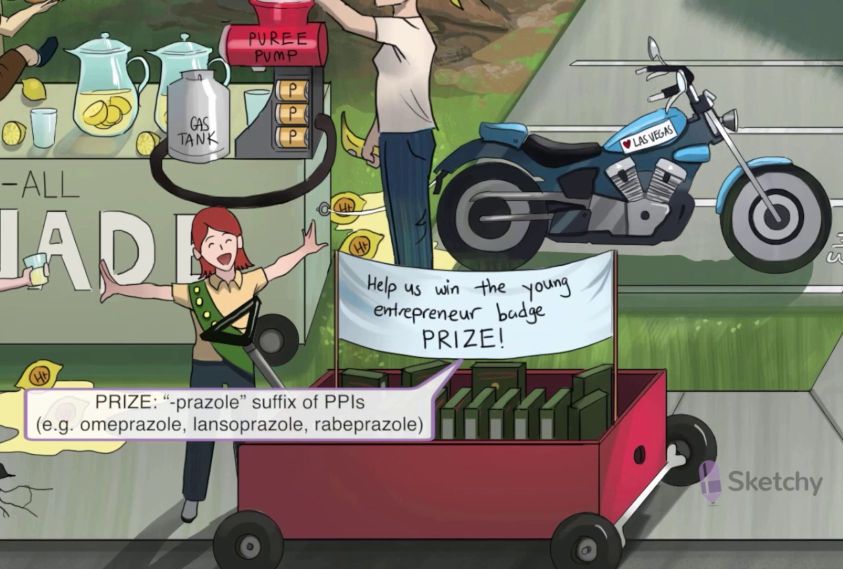 PUREE
PUMP
GAS
TANK
P
P
P
LAS VEGAS
-ALL
NADE
H+
H+
H+
H+
Help us win the young
entrepreneur badge
PRIZE!
PRIZE: “-prazole” suffix of PPIs
(e.g. omeprazole, lansoprazole, rabeprazole)
Sketchy